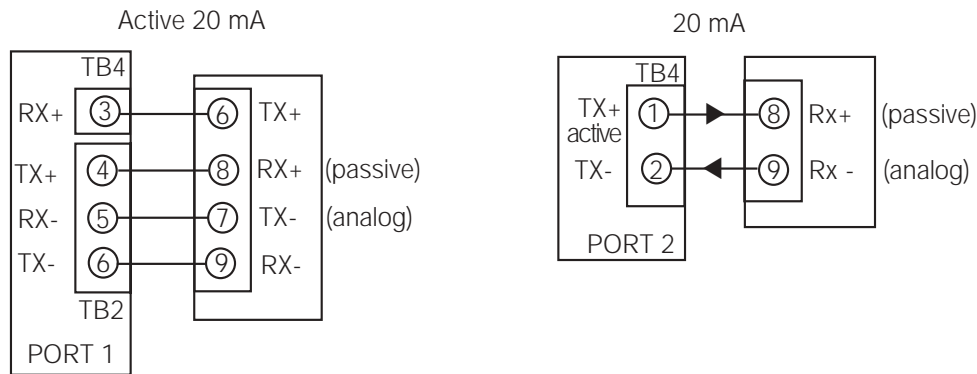 Active 20 mA
TB4
RX+ 3 6 TX+
TX+ 4 8 RX+ (passive)
RX- 5 7 TX- (analog)
TX- 6 9 RX-
TB2
PORT 1
20 mA
TB4
TX+ 1 8 Rx+ (passive)
active
TX- 2 9 Rx - (analog)
PORT 2